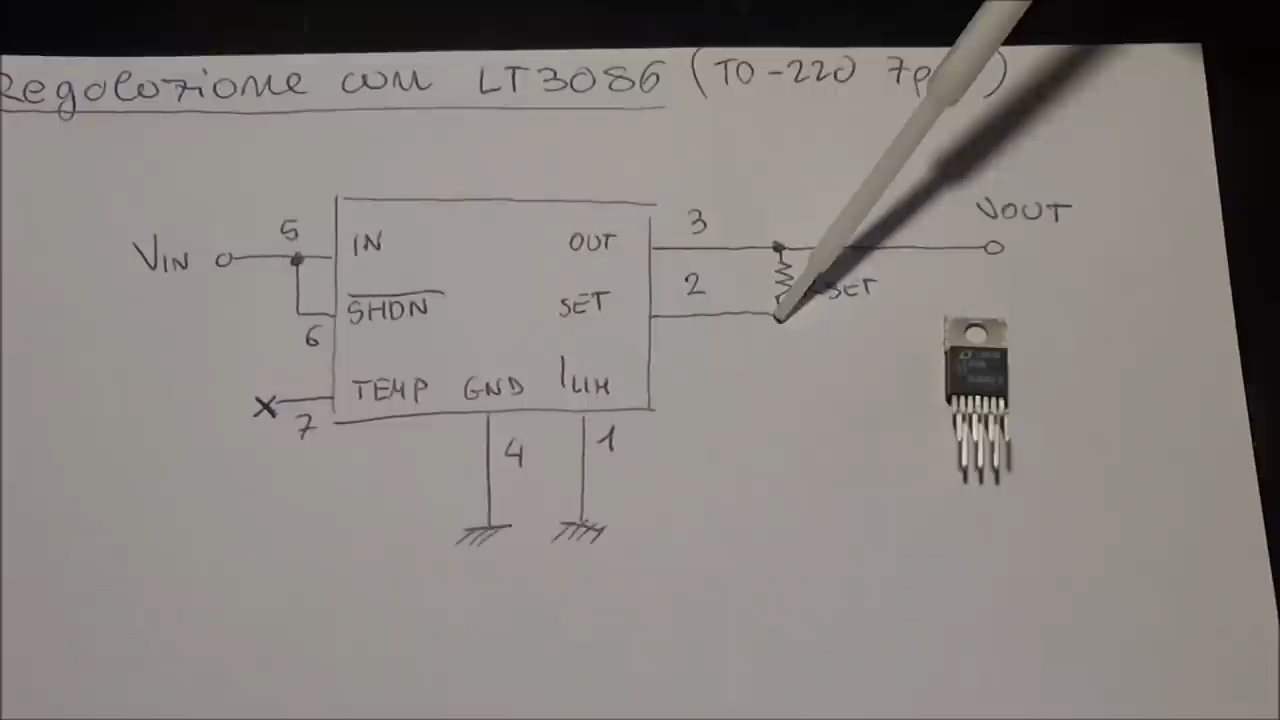 Regolazione con LT3086 (TO-220 7p )
VOUT
3
5
IN
OUT
VIN
2
SET
SHDN
SET
6
TEMP
GND
ILIM
7
4
1